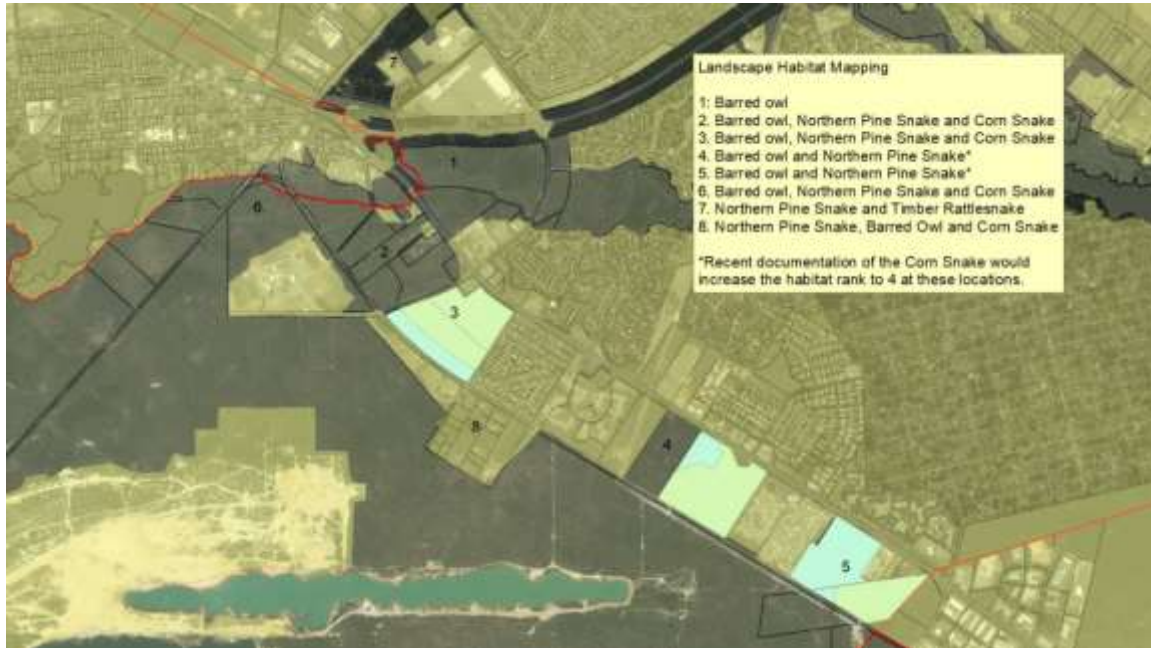 Landscape Habitat Mapping
1: Barred owl
2. Barred owl, Northern Pine Snake and Corn Snake
3. Barred owl, Northern Pine Snake and Corn Snake
4. Barred owl and Northern Pine Snake*
5. Barred owl and Northern Pine Snake*
6: Barred owl, Northern Pine Snake and Corn Snake
7. Northern Pine Snake and Timber Rattlesnake
8. Northern Pine Snake, Barred Owl and Corn Snake
*Recent documentation of the Corn Snake would
increase the habitat rank to 4 at these locations.
7
1
6
2
3
8
4
5